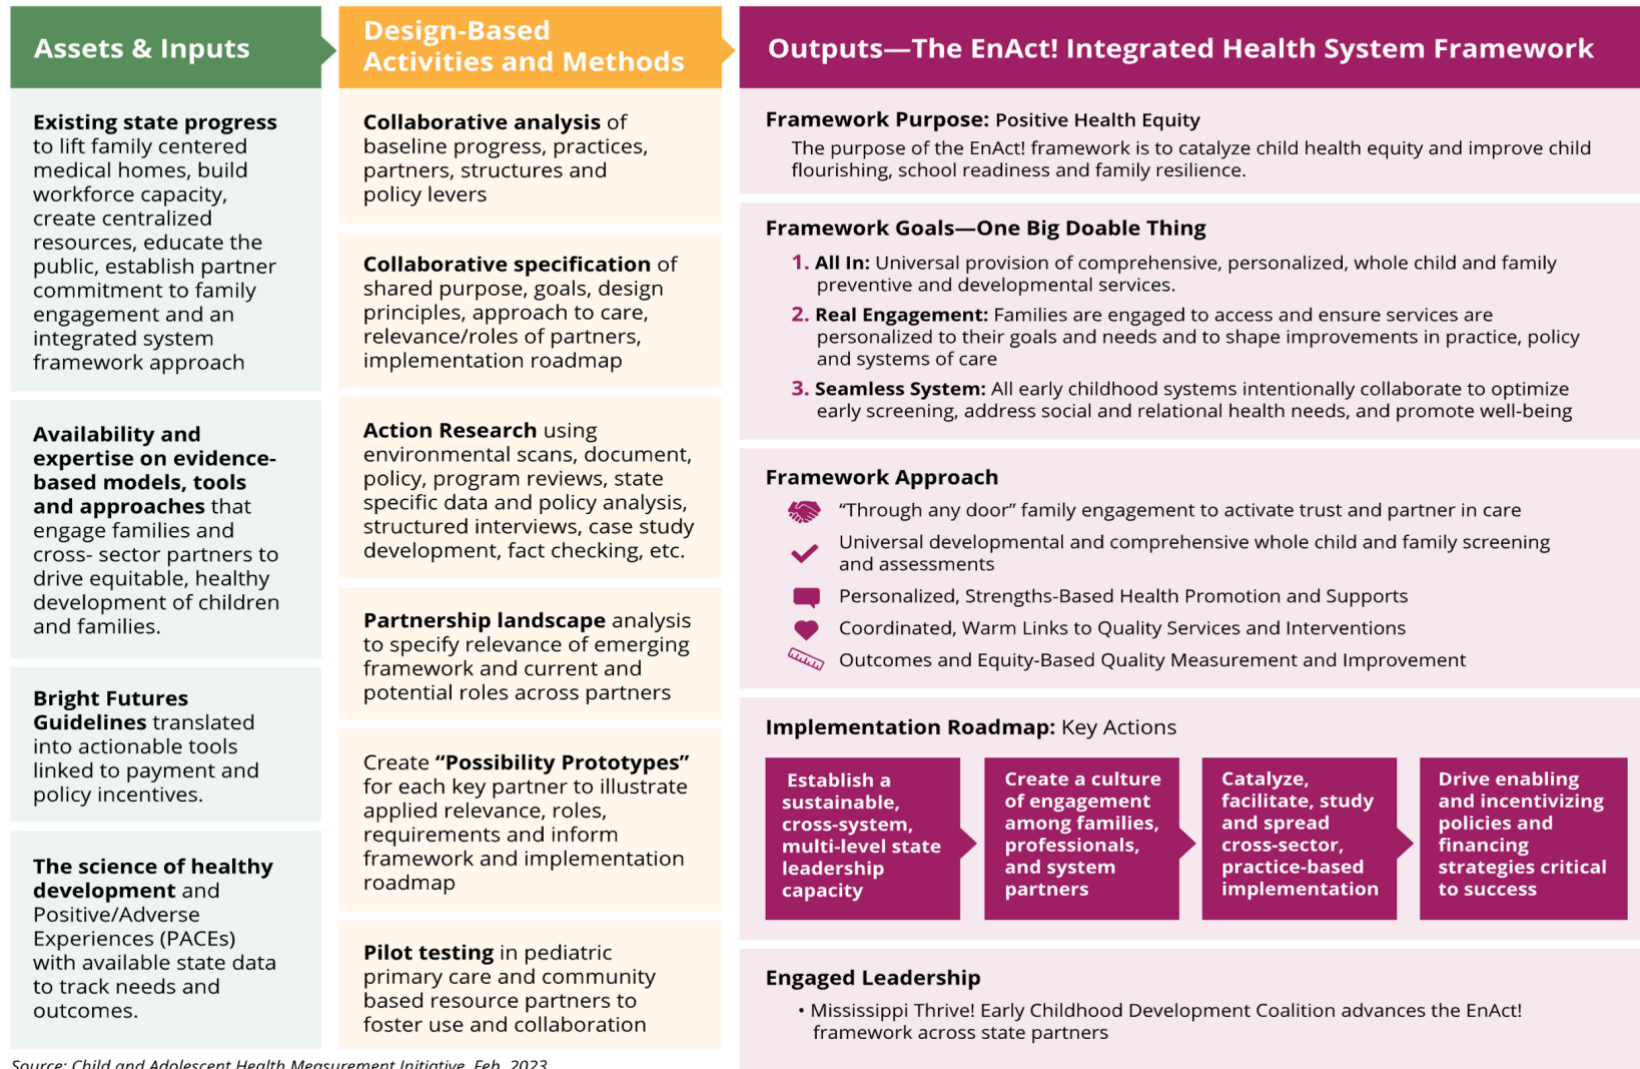 Assets & Inputs
Existing state progress
to lift family centered
medical homes, build
workforce capacity,
create centralized
resources, educate the
public, establish partner
commitment to family
engagement and an
integrated system
framework approach
Availability and
expertise on evidence-
based models, tools
and approaches that
engage families and
cross- sector partners to
drive equitable, healthy
development of children
and families.
Bright Futures
Guidelines translated
into actionable tools
linked to payment and
policy incentives.
The science of healthy
development and
Positive/Adverse
Experiences (PACEs)
with available state data
to track needs and
outcomes.
Design-Based
Activities and Methods
Collaborative analysis of
baseline progress, practices,
partners, structures and
policy levers
Collaborative specification of
shared purpose, goals, design
principles, approach to care,
relevance/roles of partners,
implementation roadmap
Action Research using
environmental scans, document,
policy, program reviews, state
specific data and policy analysis,
structured interviews, case study
development, fact checking, etc.
Partnership landscape analysis
to specify relevance of emerging
framework and current and
potential roles across partners
Create “Possibility Prototypes”
for each key partner to illustrate
applied relevance, roles,
requirements and inform
framework and implementation
roadmap
Pilot testing in pediatric
primary care and community
based resource partners to
foster use and collaboration
Outputs—The EnAct! Integrated Health System Framework
Framework Purpose: Positive Health Equity
The purpose of the EnAct! framework is to catalyze child health equity and improve child
flourishing, school readiness and family resilience.
Framework Goals—One Big Doable Thing
1. All In: Universal provision of comprehensive, personalized, whole child and family
preventive and developmental services.
2. Real Engagement: Families are engaged to access and ensure services are
personalized to their goals and needs and to shape improvements in practice, policy
and systems of care
3. Seamless System: All early childhood systems intentionally collaborate to optimize
early screening, address social and relational health needs, and promote well-being
Framework Approach
“Through any door” family engagement to activate trust and partner in care
Universal developmental and comprehensive whole child and family screening
and assessments
Personalized, Strengths-Based Health Promotion and Supports
Coordinated, Warm Links to Quality Services and Interventions
Outcomes and Equity-Based Quality Measurement and Improvement
Implementation Roadmap: Key Actions
Establish a
sustainable,
cross-system,
multi-level state
leadership
capacity
Create a culture
of engagement
among families,
professionals,
and system
partners
Catalyze,
facilitate, study
and spread
cross-sector,
practice-based
implementation
Drive enabling
and incentivizing
policies and
financing
strategies critical
to success
Engaged Leadership
• Mississippi Thrive! Early Childhood Development Coalition advances the EnAct!
framework across state partners
Source: Child and Adolescent Health Measurement Initiative, Feb. 2023